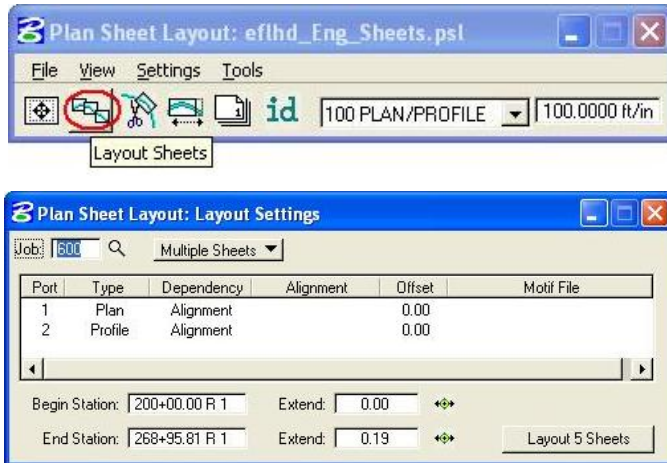 Plan Sheet Layout: eflhd_Eng_Sheets.psl
File View Settings Tools
id 100 PLAN/PROFILE 100.0000 ft/in
Layout Sheets
Plan Sheet Layout: Layout Settings
Job: 600 Multiple Sheets
Port Type Dependency Alignment Offset Motif File
1 Plan Alignment 0.00
2 Profile Alignment 0.00
Begin Station: 200+00.00 R 1 Extend: 0.00
End Station: 268+95.81 R 1 Extend: 0.19 Layout 5 Sheets